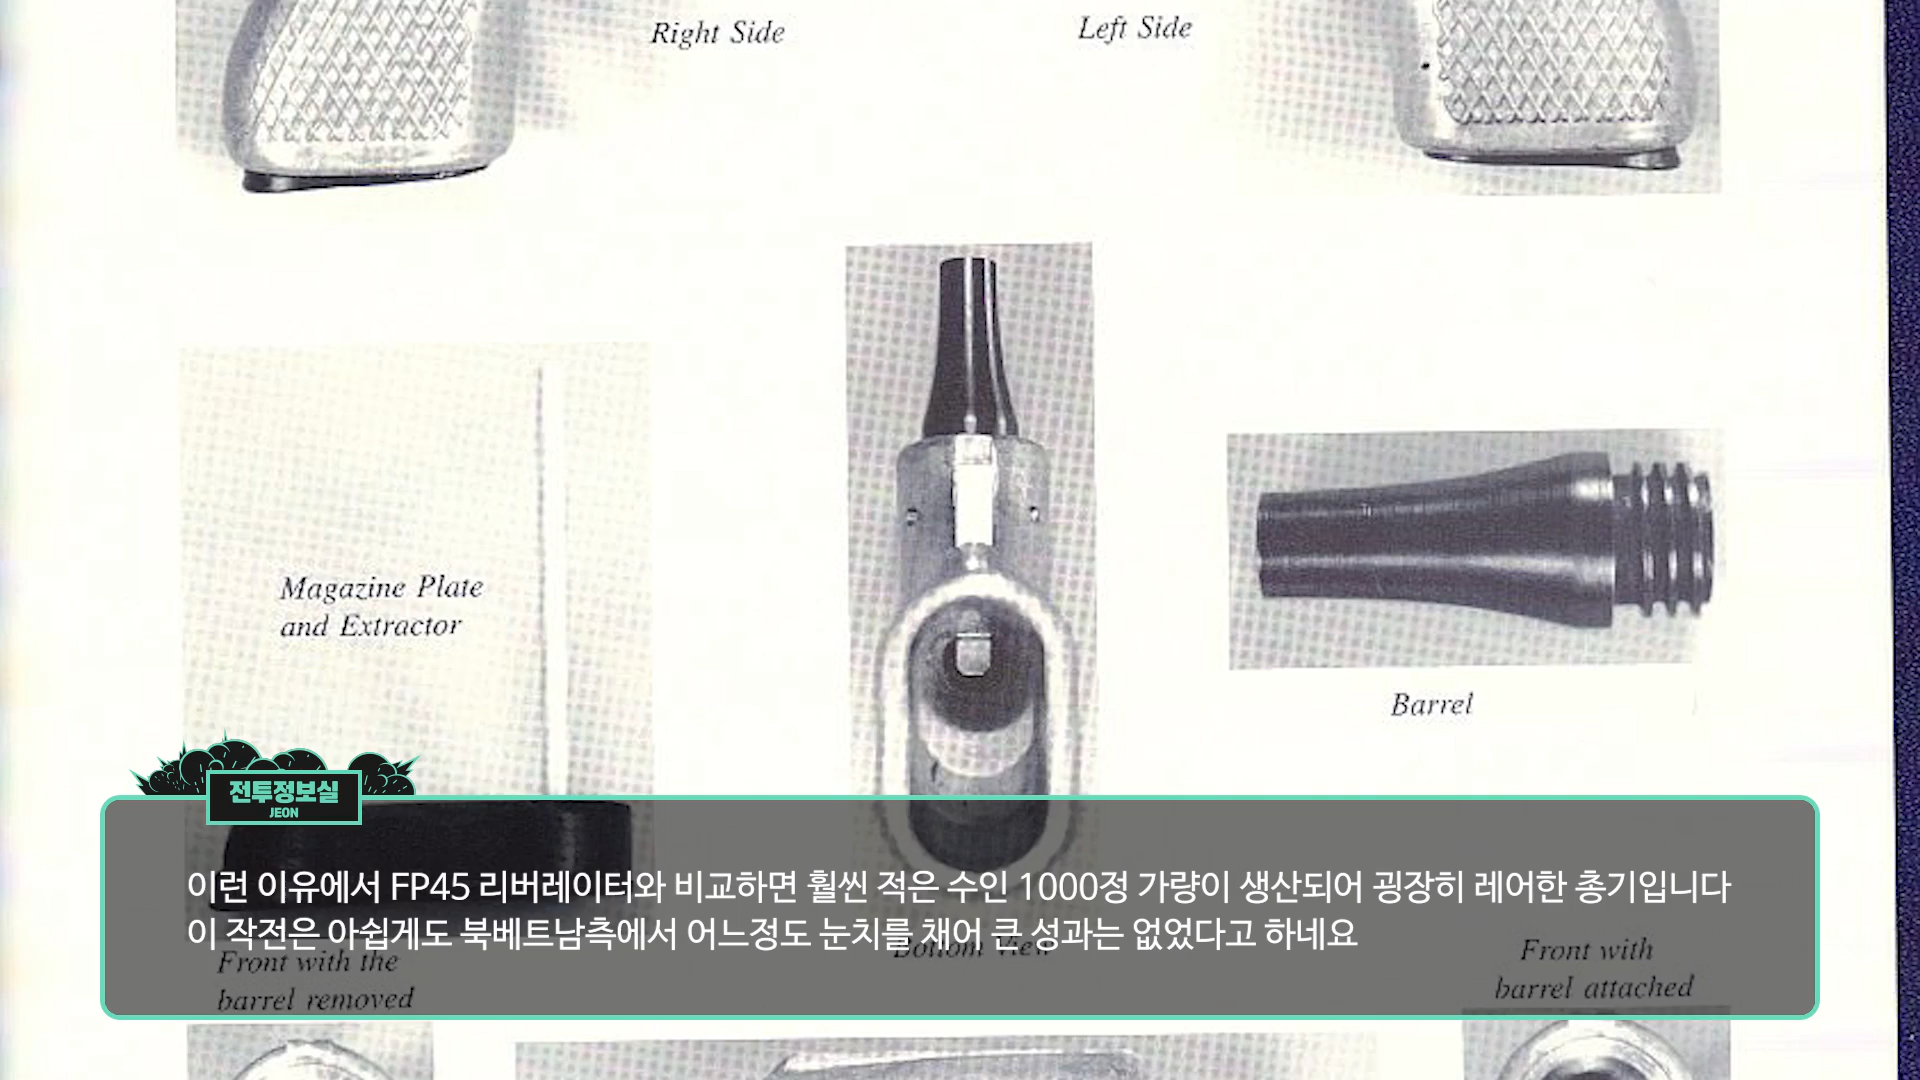 Right Side
Left Side
Magazine Plate
and Extractor
Barrel
전투정보실
JEON
이런 이유에서 FP45 리버레이터와 비교하면 훨씬 적은 수인 1000정 가량이 생산되어 굉장히 레어한 총기입니다
이 작전은 아쉽게도 북베트남측에서 어느정도 눈치를 채어 큰 성과는 없었다고 하네요
Bottom View
Front with the
barrel removed
Front with
barrel attached